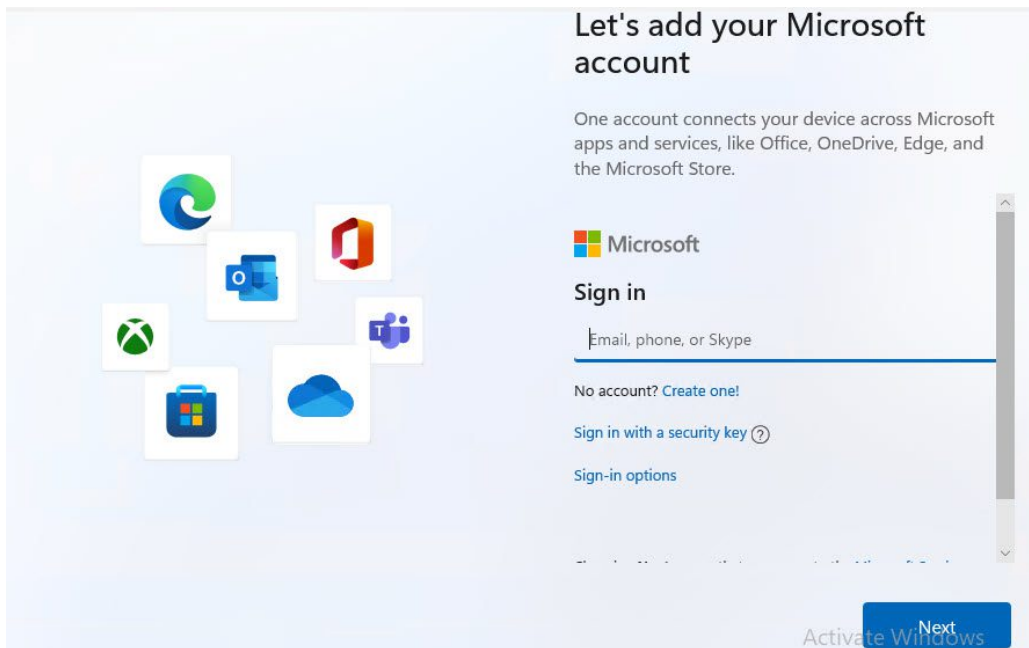 Let's add your Microsoft
account
One account connects your device across Microsoft
apps and services, like Office, OneDrive, Edge, and
the Microsoft Store.
Microsoft
Sign in
Email, phone, or Skype
No account? Create one!
Sign in with a security key
Sign-in options
Next
Activate Windows
O
T